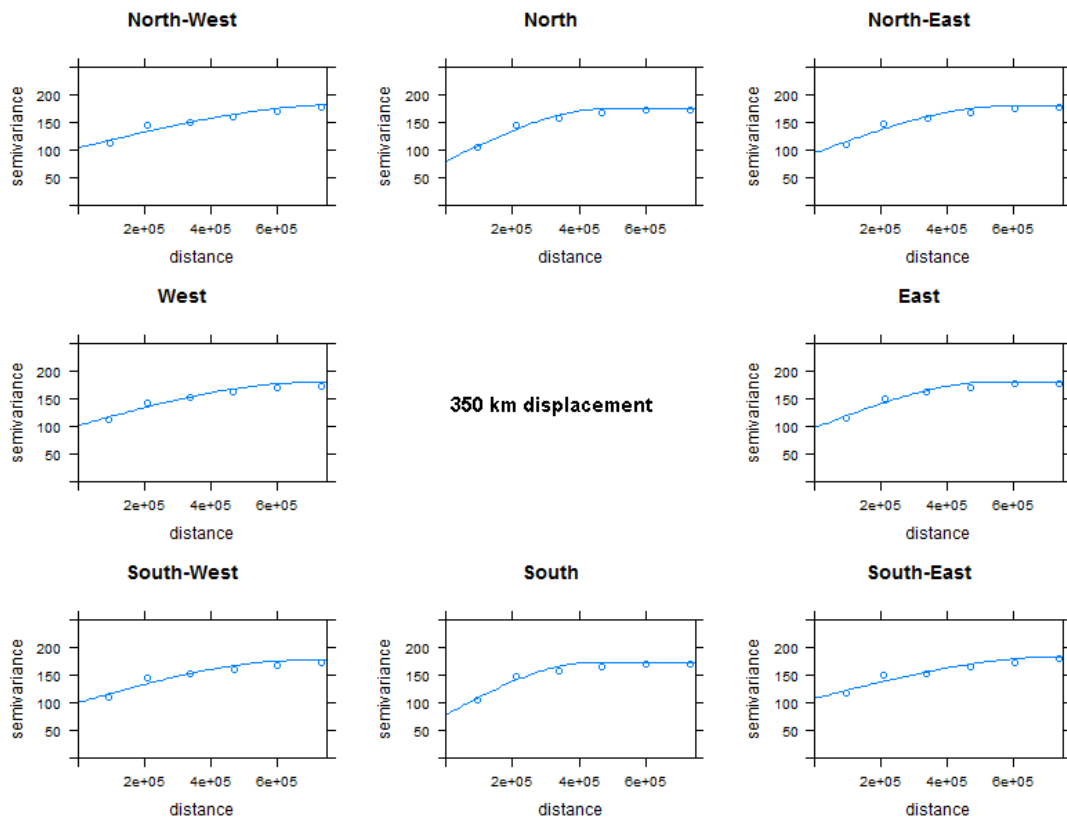 North-West North North-East
semivariance semivariance semivariance
200 200 200
150 150 150
100 100 100
50 50 50
2e+05 4e+05 6e+05 2e+05 4e+05 6e+05 2e+05 4e+05 6e+05
distance distance distance
West East
semivariance semivariance
200 200
150 150
350 km displacement
100 100
50 50
2e+05 4e+05 6e+05 2e+05 4e+05 6e+05
distance distance
South-West South South-East
semivariance semivariance semivariance
200 200 200
150 150 150
100 100 100
50 50 50
2e+05 4e+05 6e+05 2e+05 4e+05 6e+05 2e+05 4e+05 6e+05
distance distance distance